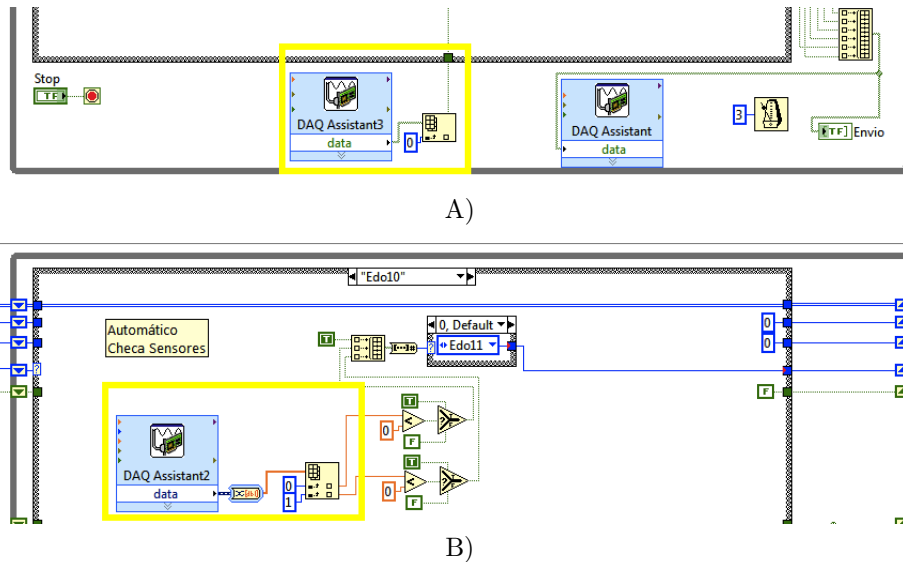 Stop
TF
DAQ Assistant3
data
0
DAQ Assistant
data
3
TF
Envio
A)
"Edo10"
Automático
Checa Sensores
T
0, Default
Edo11
?
0
0
?
F
DAQ Assistant2
data
0
1
T
<
0
?
F
T
<
0
?
F
B)